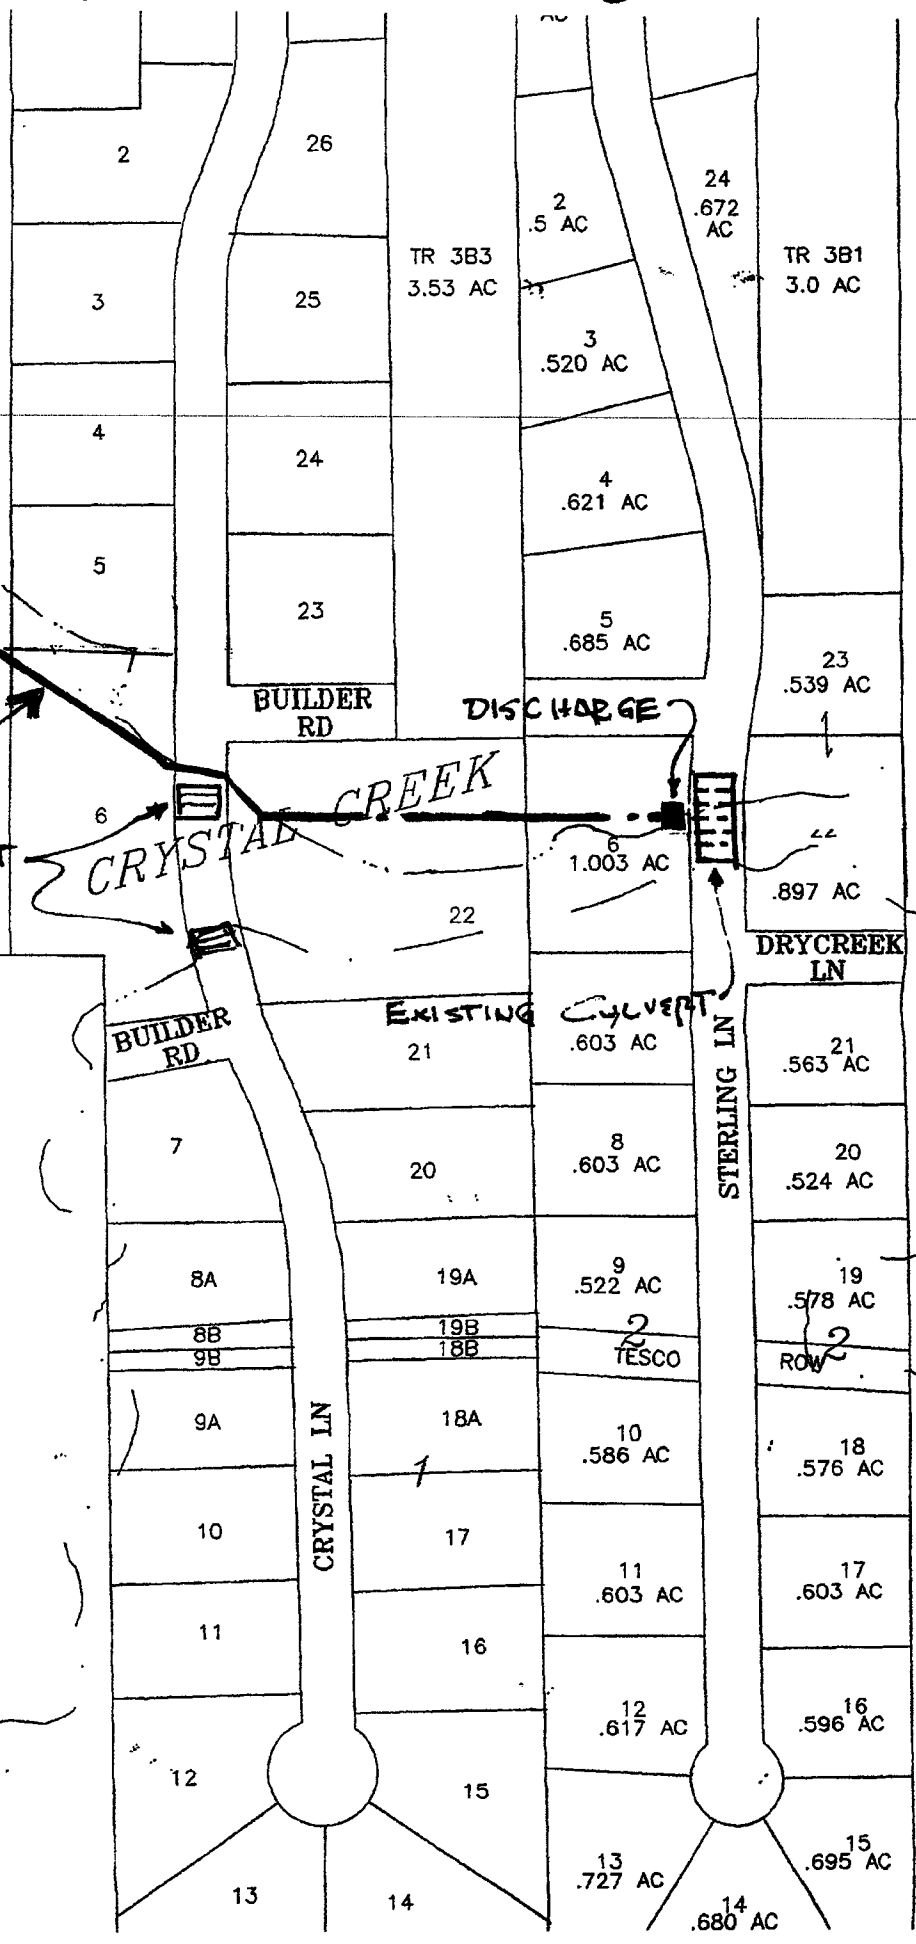 AC
2
26
24
.672
AC
2
.5 AC
TR 3B3
3.53 AC
TR 3B1
3.0 AC
3
25
3
.520 AC
4
24
4
.621 AC
5
23
5
.685 AC
23
.539 AC
1
7
BUILDER
RD
DISCHARGE
CRYSTAL CREEK
6
6
1.003 AC
22
.897 AC
22
DRYCREEK
LN
EXISTING CULVERT
BUILDER
RD
21
.603 AC
21
.563 AC
STERLING LN
7
20
8
.603 AC
20
.524 AC
8A
19A
9
.522 AC
19
.578 AC
8B
19B
2
2
9B
18B
TESCO
ROW
9A
18A
10
.586 AC
18
.576 AC
CRYSTAL LN
1
10
17
11
.603 AC
17
.603 AC
11
16
12
.617 AC
16
.596 AC
12
15
13
.727 AC
15
.695 AC
13
14
14
.680 AC